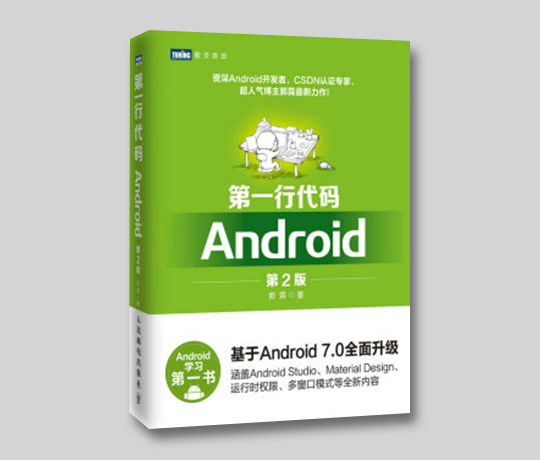 TURING 图灵原创
资深Android开发者，CSDN认证专家、
超人气博主郭霖最新力作！
第一行代码
Android
第2版
郭霖◎著
Android
学习
第一书
基于Android 7.0全面升级
涵盖Android Studio、Material Design、
运行时权限、多窗口模式等全新内容
第一行代码 Android 第2版